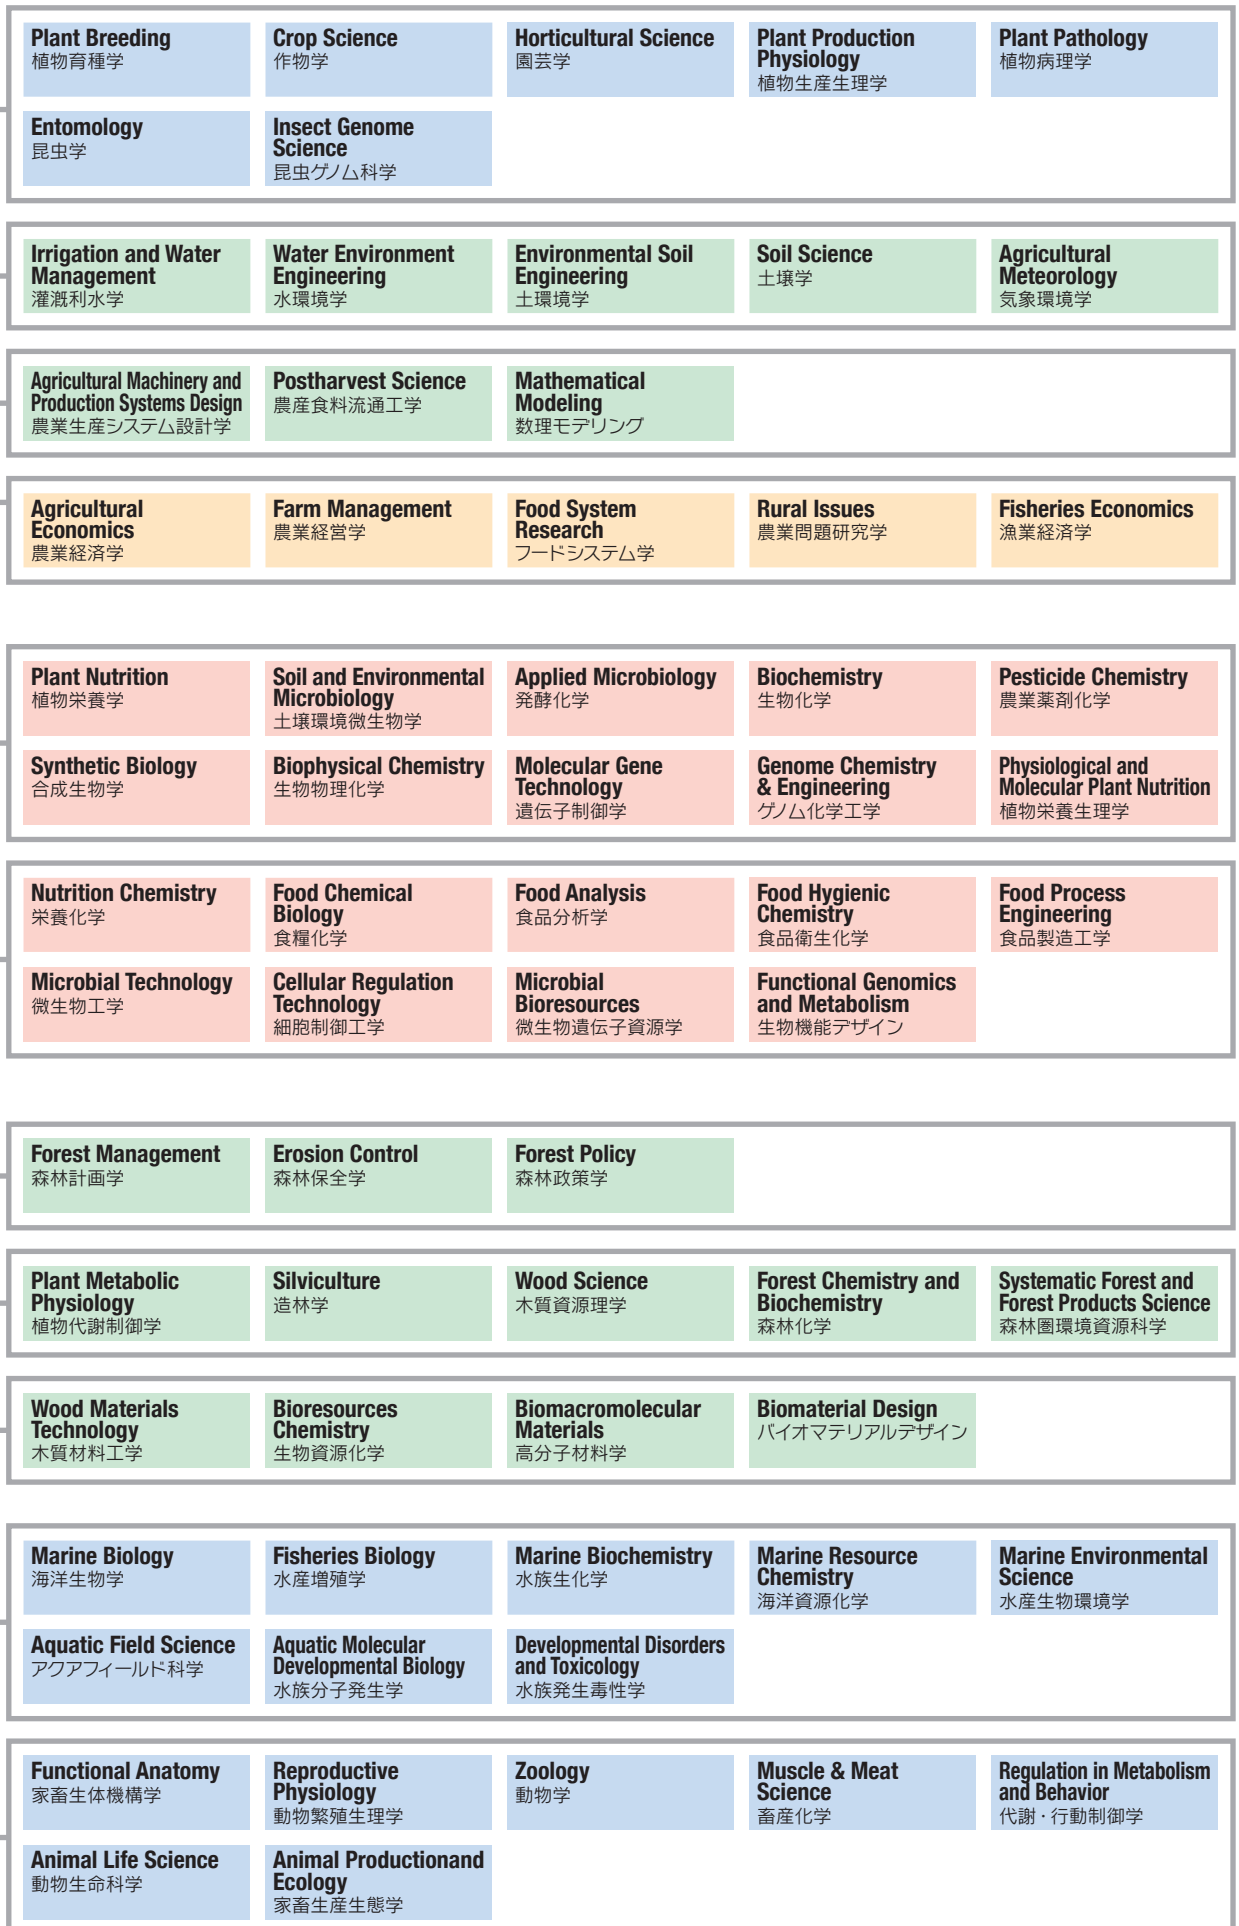 Plant Breeding
植物育種学
Crop Science
作物学
Horticultural Science
園芸学
Plant Production
Physiology
植物生産生理学
Plant Pathology
植物病理学
Entomology
昆虫学
Insect Genome
Science
昆虫ゲノム科学
Irrigation and Water
Management
灌漑利水学
Water Environment
Engineering
水環境学
Environmental Soil
Engineering
土環境学
Soil Science
土壌学
Agricultural
Meteorology
気象環境学
Agricultural Machinery and
Production Systems Design
農業生産システム設計学
Postharvest Science
農産食料流通工学
Mathematical
Modeling
数理モデリング
Agricultural
Economics
農業経済学
Farm Management
農業経営学
Food System
Research
フードシステム学
Rural Issues
農業問題研究学
Fisheries Economics
漁業経済学
Plant Nutrition
植物栄養学
Soil and Environmental
Microbiology
土壌環境微生物学
Applied Microbiology
発酵化学
Biochemistry
生物化学
Pesticide Chemistry
農業薬剤化学
Synthetic Biology
合成生物学
Biophysical Chemistry
生物物理化学
Molecular Gene
Technology
遺伝子制御学
Genome Chemistry
& Engineering
ゲノム化学工学
Physiological and
Molecular Plant Nutrition
植物栄養生理学
Nutrition Chemistry
栄養化学
Food Chemical
Biology
食糧化学
Food Analysis
食品分析学
Food Hygienic
Chemistry
食品衛生化学
Food Process
Engineering
食品製造工学
Microbial Technology
微生物工学
Cellular Regulation
Technology
細胞制御工学
Microbial
Bioresources
微生物遺伝子資源学
Functional Genomics
and Metabolism
生物機能デザイン
Forest Management
森林計画学
Erosion Control
森林保全学
Forest Policy
森林政策学
Plant Metabolic
Physiology
植物代謝制御学
Silviculture
造林学
Wood Science
木質資源理学
Forest Chemistry and
Biochemistry
森林化学
Systematic Forest and
Forest Products Science
森林圏環境資源科学
Wood Materials
Technology
木質材料工学
Bioresources
Chemistry
生物資源化学
Biomacromolecular
Materials
高分子材料学
Biomaterial Design
バイオマテリアルデザイン
Marine Biology
海洋生物学
Fisheries Biology
水産増殖学
Marine Biochemistry
水族生化学
Marine Resource
Chemistry
海洋資源化学
Marine Environmental
Science
水産生物環境学
Aquatic Field Science
アクアフィールド科学
Aquatic Molecular
Developmental Biology
水族分子発生学
Developmental Disorders
and Toxicology
水族発生毒性学
Functional Anatomy
家畜生体機構学
Reproductive
Physiology
動物繁殖生理学
Zoology
動物学
Muscle & Meat
Science
畜産化学
Regulation in Metabolism
and Behavior
代謝・行動制御学
Animal Life Science
動物生命科学
Animal Productionand
Ecology
家畜生産生態学